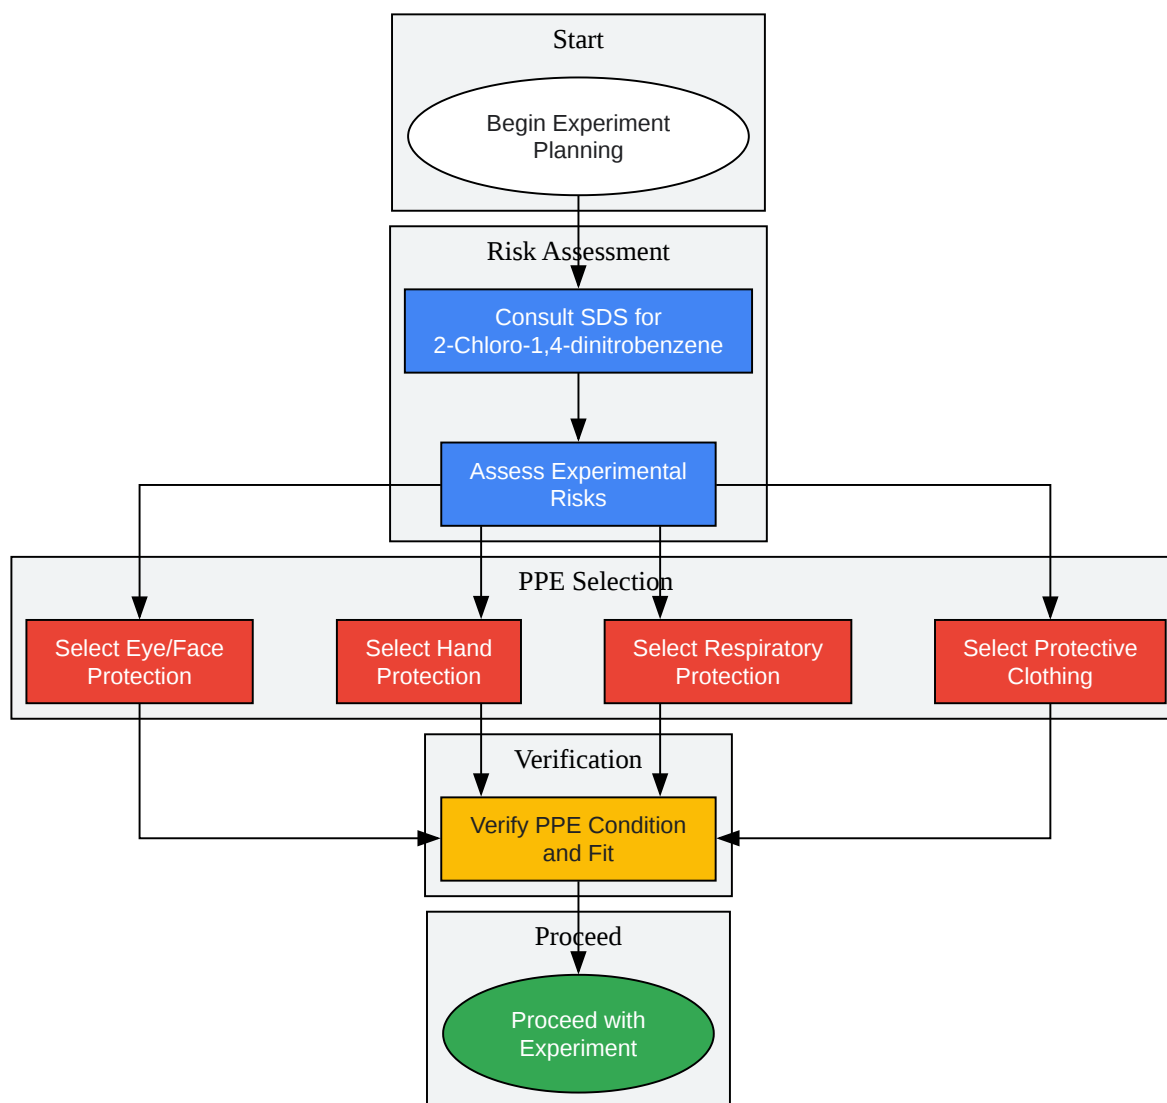 Start
Begin Experiment
Planning
Risk Assessment
Consult SDS for
2-Chloro-1,4-dinitrobenzene
Assess Experimental
Risks
PPE Selection
Select Eye/Face
Protection
Select Hand
Protection
Select Respiratory
Protection
Select Protective
Clothing
Verification
Verify PPE Condition
and Fit
Proceed
Proceed with
Experiment